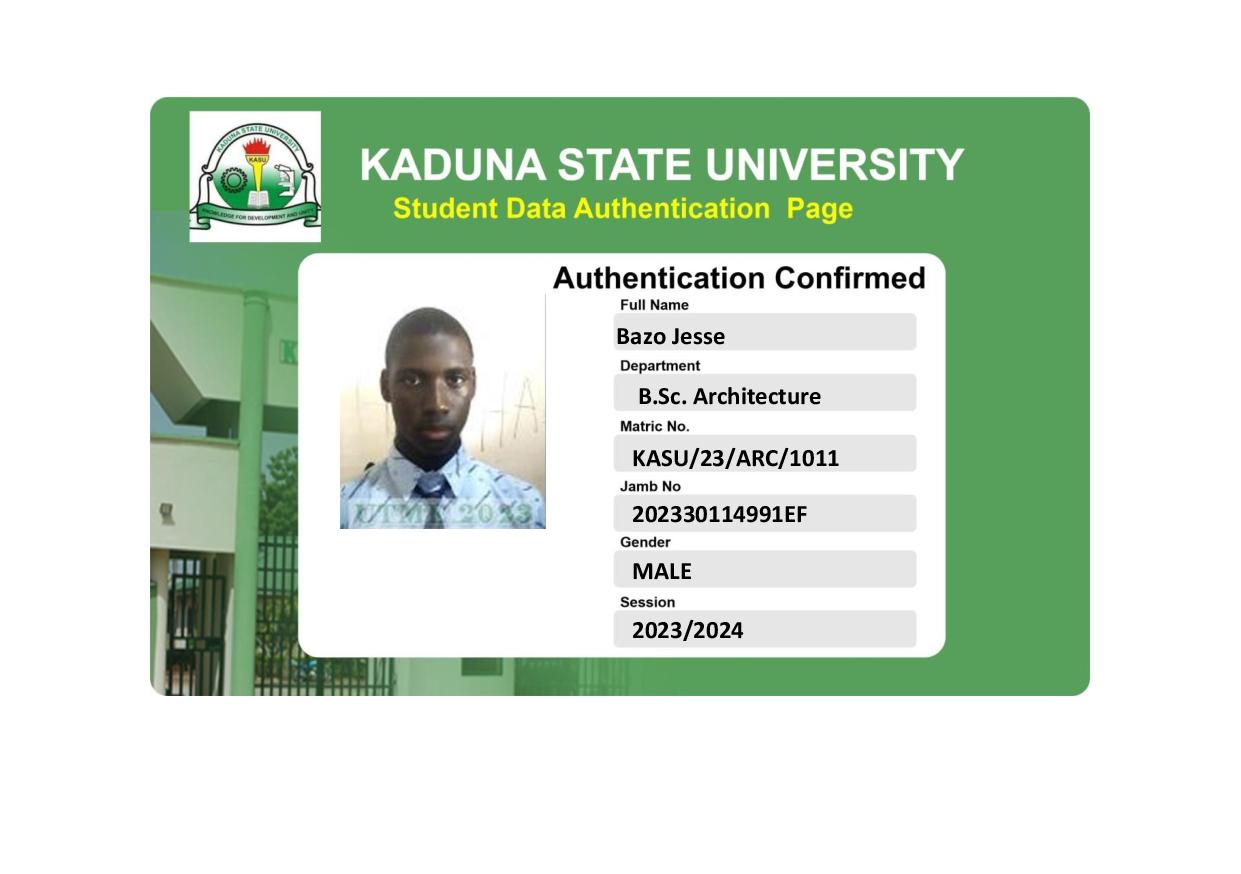 KADUNA STATE UNIVERSITY
KASU
KNOWLEDGE FOR DEVELOPMENT AND UNITY
KADUNA STATE UNIVERSITY
Student Data Authentication Page
Authentication Confirmed
Full Name
Bazo Jesse
Department
B.Sc. Architecture
Matric No.
KASU/23/ARC/1011
Jamb No
202330114991EF
Gender
MALE
Session
2023/2024
UTME 2023